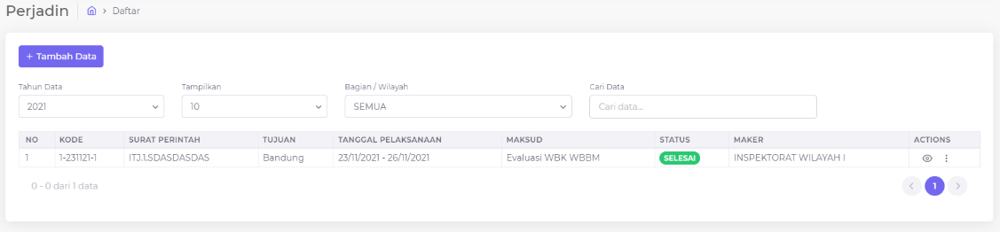 Perjadin
Daftar
+ Tambah Data
Tahun Data
Tampilkan
Bagian / Wilayah
Cari Data
2021
10
SEMUA
Cari data...
NO KODE SURAT PERINTAH TUJUAN TANGGAL PELAKSANAAN MAKSUD STATUS MAKER ACTIONS
1 1-231121-1 ITJ.1.SDASDASDAS Bandung 23/11/2021 - 26/11/2021 Evaluasi WBK WBBM SELESAI INSPEKTORAT WILAYAH I
0 - 0 dari 1 data
1